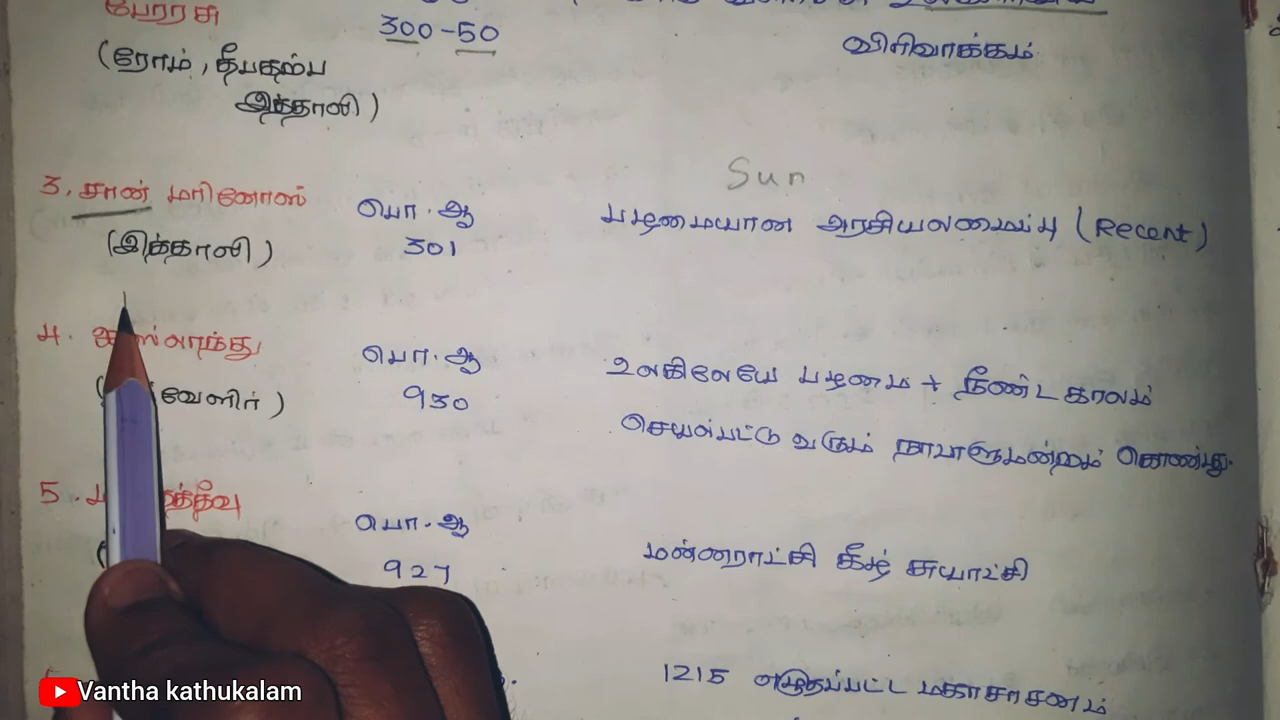 பேரரசு
300-50
விரிவாக்கம்
(ரோம், தீபகற்ப
இத்தாலி)
Sun
3. சான் மரினோஸ்
பொ.ஆ
301
பழமையான அரசியலமைப்பு (Recent)
(இத்தாலி)
4.
பொ.ஆ
930
உலகிலேயே பழமை + நீண்ட காலம்
செயல்பட்டு வரும் நாபாளுமன்றம் கொண்டது.
5.
பொ.ஆ
927
மன்னராட்சி கீழ் சுயாட்சி
1215 எழுதப்பட்ட மகாசாசனம்
Vantha kathukalam